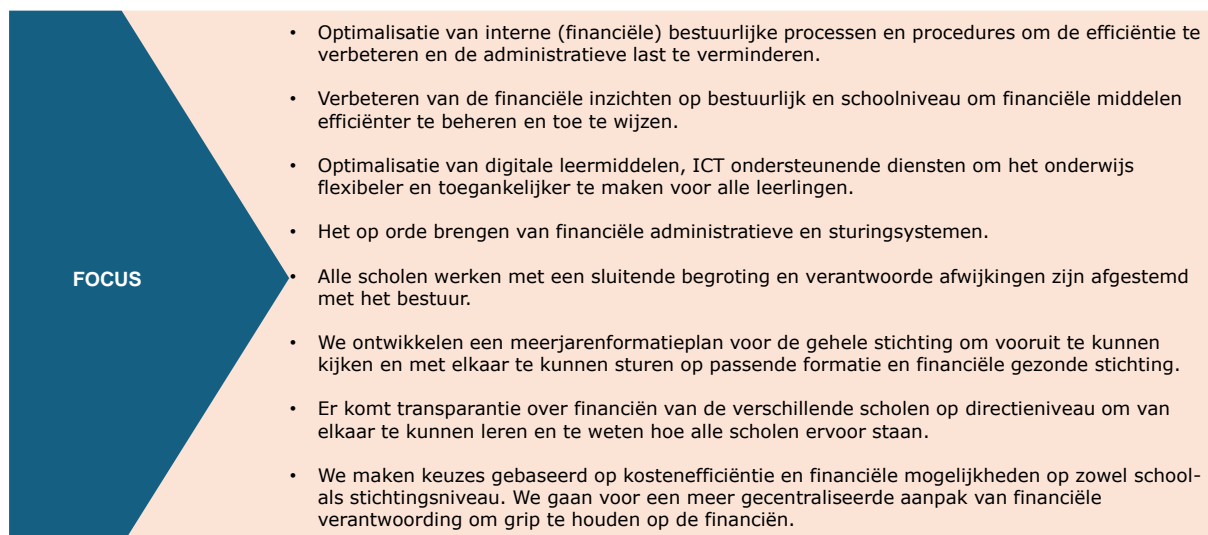 FOCUS
• Optimalisatie van interne (financiële) bestuurlijke processen en procedures om de efficiëntie te
verbeteren en de administratieve last te verminderen.
• Verbeteren van de financiële inzichten op bestuurlijk en schoolniveau om financiële middelen
efficiënter te beheren en toe te wijzen.
• Optimalisatie van digitale leermiddelen, ICT ondersteunende diensten om het onderwijs
flexibeler en toegankelijker te maken voor alle leerlingen.
• Het op orde brengen van financiële administratieve en sturingsystemen.
• Alle scholen werken met een sluitende begroting en verantwoorde afwijkingen zijn afgestemd
met het bestuur.
• We ontwikkelen een meerjarenformatieplan voor de gehele stichting om vooruit te kunnen
kijken en met elkaar te kunnen sturen op passende formatie en financiële gezonde stichting.
• Er komt transparantie over financiën van de verschillende scholen op directieniveau om van
elkaar te kunnen leren en te weten hoe alle scholen ervoor staan.
• We maken keuzes gebaseerd op kostenefficiëntie en financiële mogelijkheden op zowel school-
als stichtingsniveau. We gaan voor een meer gecentraliseerde aanpak van financiële
verantwoording om grip te houden op de financiën.